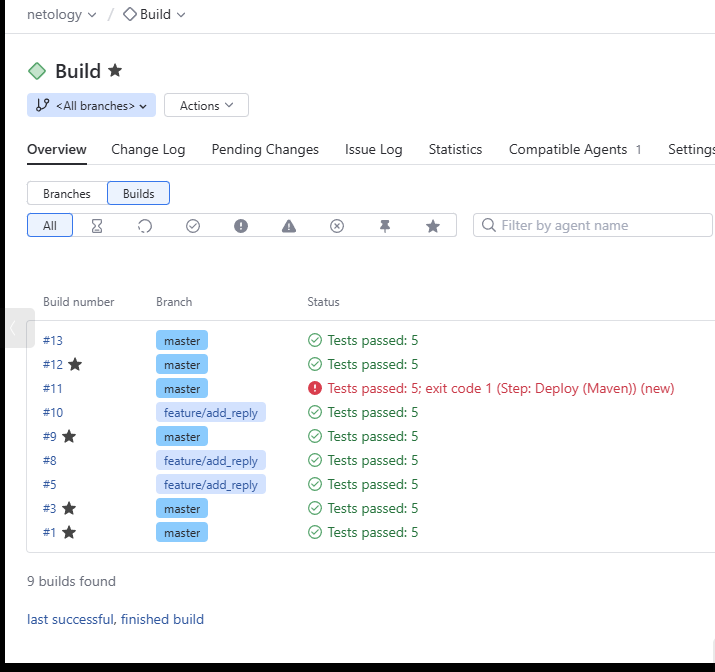 netology / Build
Build
<All branches> Actions
Overview Change Log Pending Changes Issue Log Statistics Compatible Agents 1 Settings
Branches Builds
All Filter by agent name
Build number Branch Status
#13 master Tests passed: 5
#12 master Tests passed: 5
#11 master Tests passed: 5; exit code 1 (Step: Deploy (Maven)) (new)
#10 feature/add_reply Tests passed: 5
#9 master Tests passed: 5
#8 feature/add_reply Tests passed: 5
#5 feature/add_reply Tests passed: 5
#3 master Tests passed: 5
#1 master Tests passed: 5
9 builds found
last successful, finished build